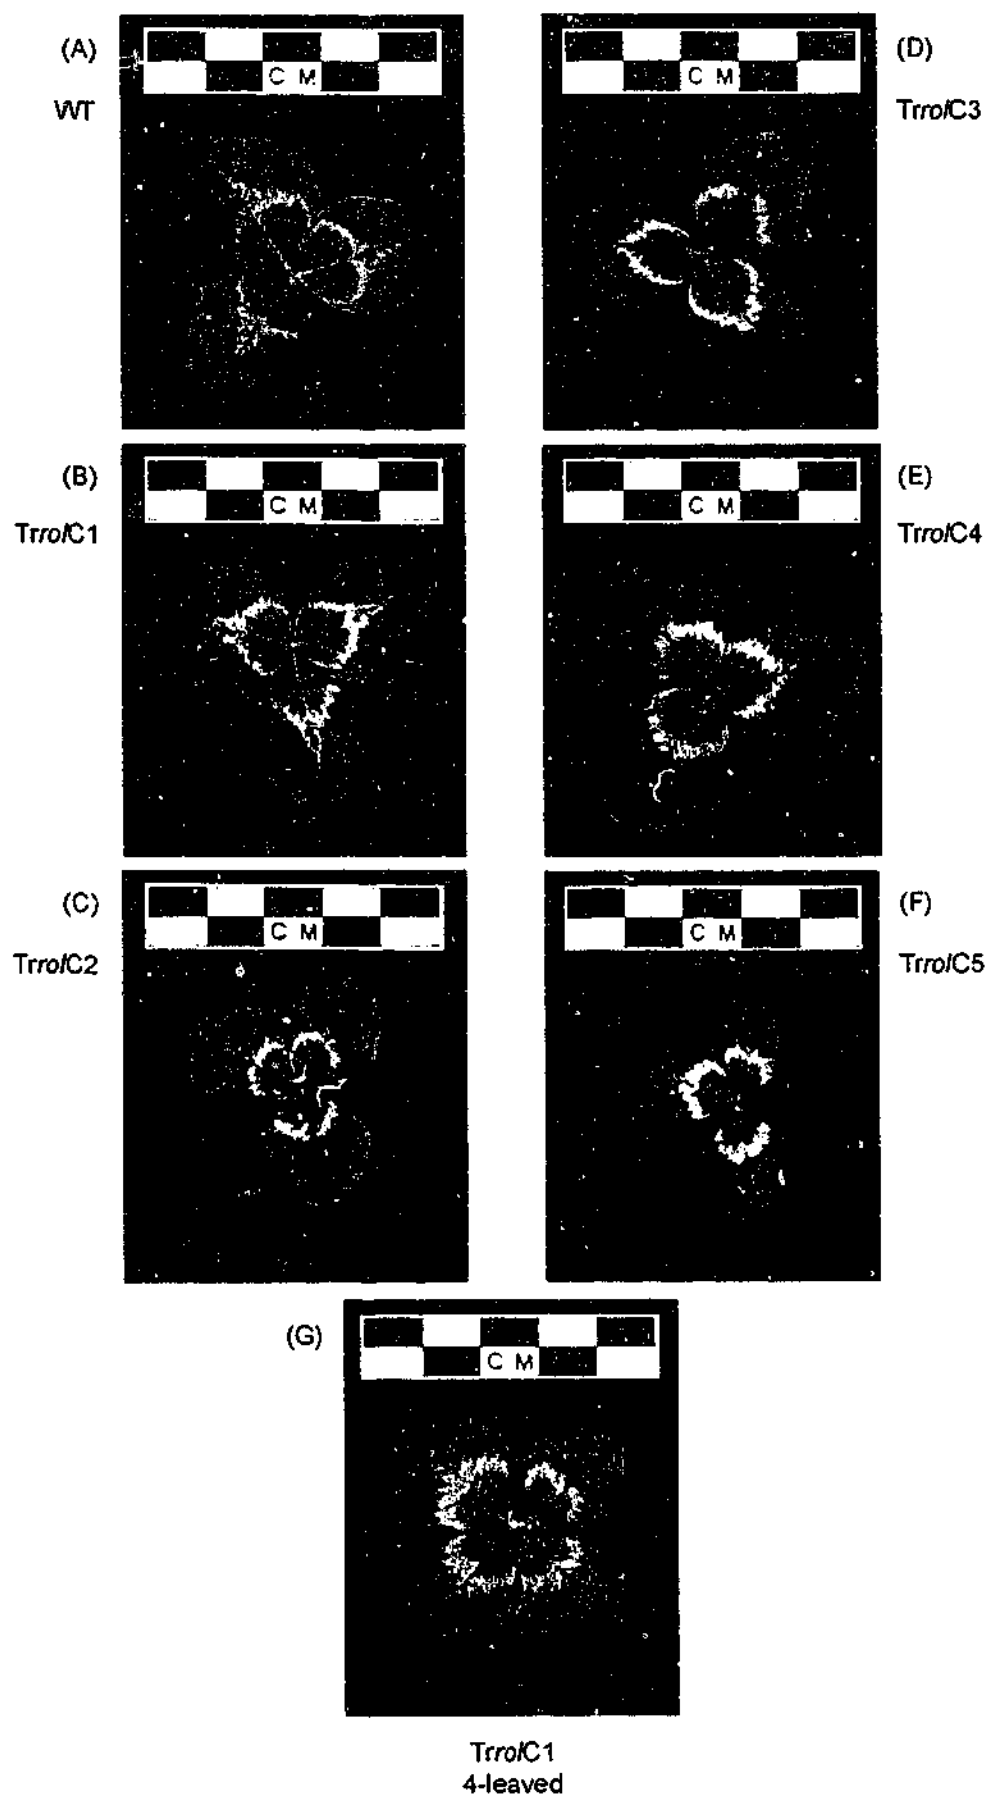 (A)
WT
C M
(D)
TrrolC3
C M
(B)
TrrolC1
C M
(E)
TrrolC4
C M
(C)
TrrolC2
C M
(F)
TrrolC5
C M
(G)
C M
TrrolC1
4-leaved